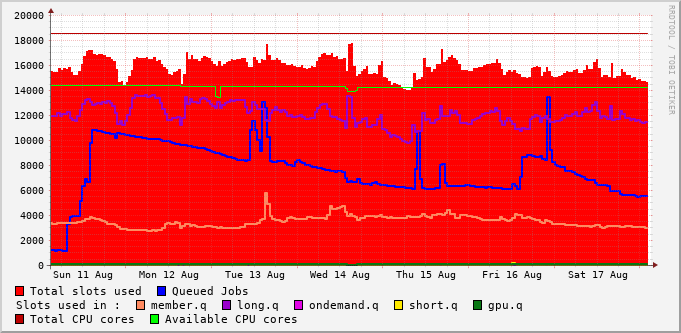 20000
18000
16000
14000
12000
10000
8000
6000
4000
2000
0
Sun 11 Aug Mon 12 Aug Tue 13 Aug Wed 14 Aug Thu 15 Aug Fri 16 Aug Sat 17 Aug
Total slots used Queued Jobs
Slots used in : member.q long.q ondemand.q short.q gpu.q
Total CPU cores Available CPU cores
RRDTOOL / TOBI OETIKER